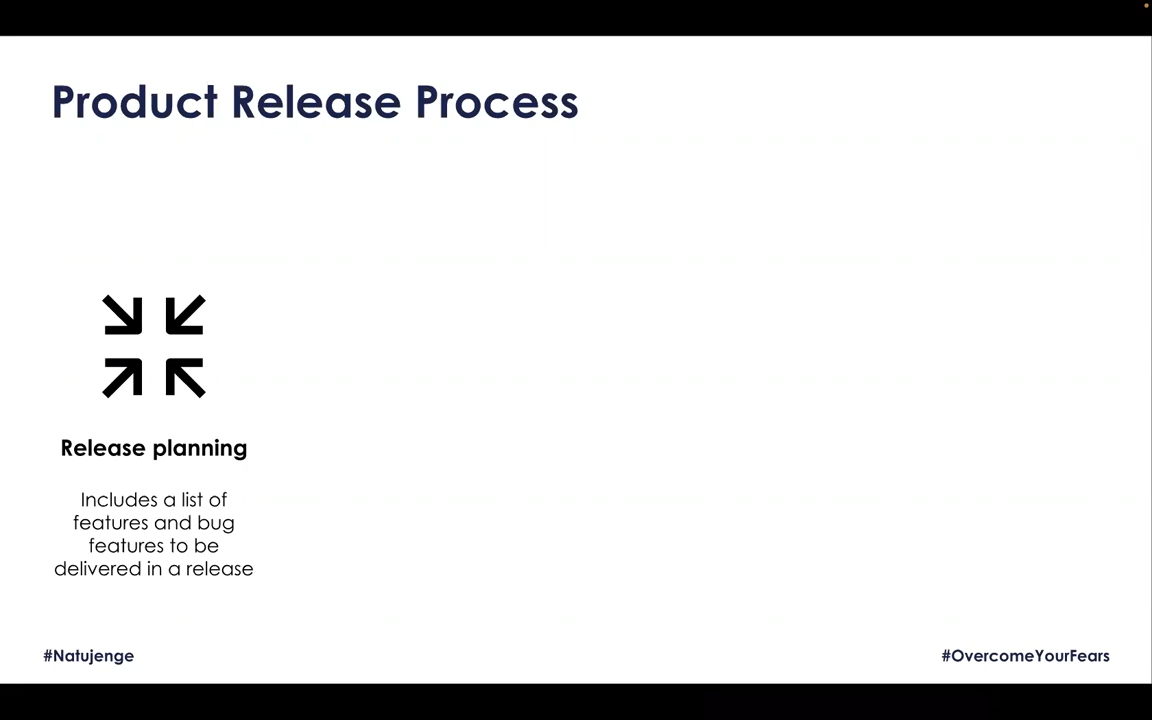 Product Release Process
Release planning
Includes a list of
features and bug
features to be
delivered in a release
#Natujenge
#OvercomeYourFears